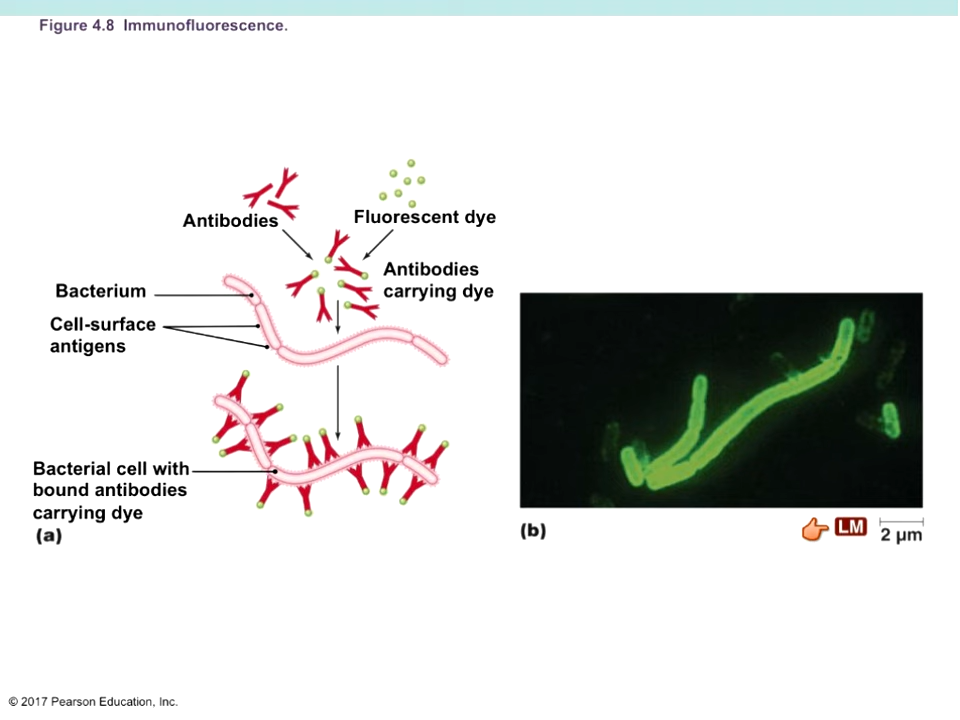 Figure 4.8 Immunofluorescence.
Antibodies
Fluorescent dye
Antibodies
carrying dye
Bacterium
Cell-surface
antigens
Bacterial cell with
bound antibodies
carrying dye
(a)
(b)
LM
2 µm
© 2017 Pearson Education, Inc.